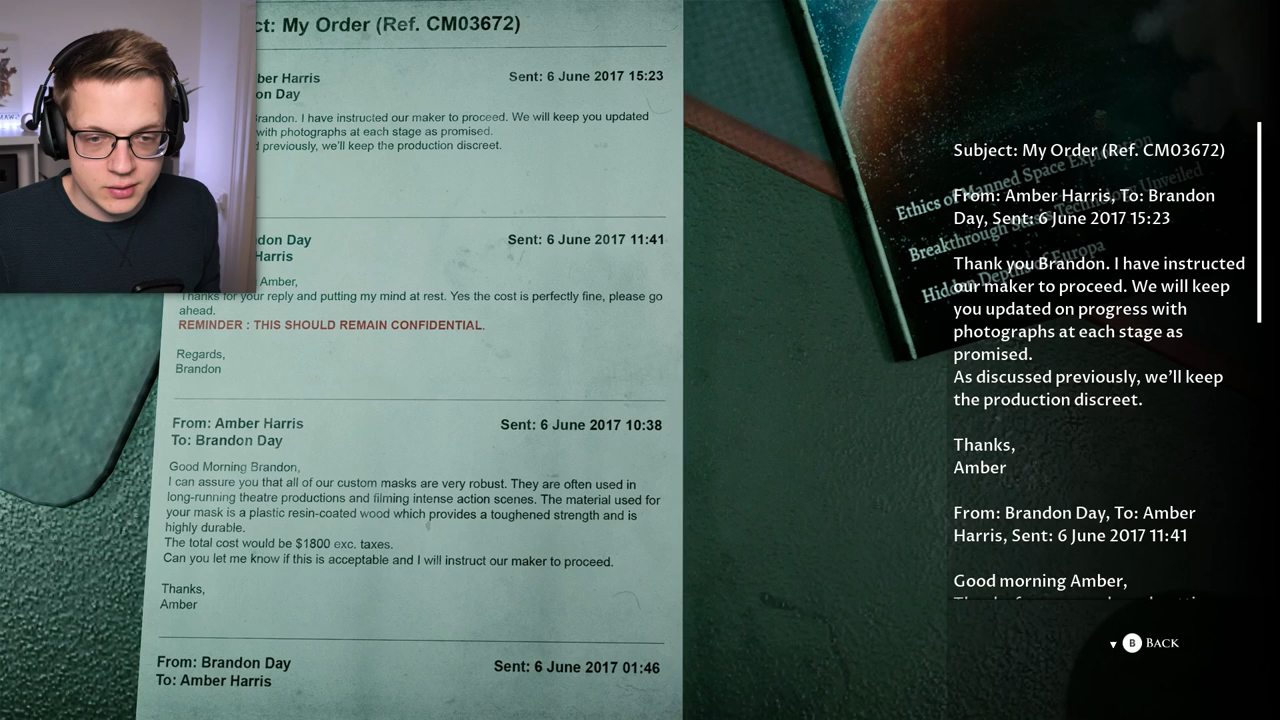 ct: My Order (Ref. CM03672)
ber Harris
Sent: 6 June 2017 15:23
on Day
Brandon. I have instructed our maker to proceed. We will keep you updated
with photographs at each stage as promised.
d previously, we'll keep the production discreet.
don Day
Sent: 6 June 2017 11:41
Harris
Amber,
Thanks for your reply and putting my mind at rest. Yes the cost is perfectly fine, please go
ahead.
REMINDER : THIS SHOULD REMAIN CONFIDENTIAL.
Regards,
Brandon
From: Amber Harris
Sent: 6 June 2017 10:38
To: Brandon Day
Good Morning Brandon,
I can assure you that all of our custom masks are very robust. They are often used in
long-running theatre productions and filming intense action scenes. The material used for
your mask is a plastic resin-coated wood which provides a toughened strength and is
highly durable.
The total cost would be $1800 exc. taxes.
Can you let me know if this is acceptable and I will instruct our maker to proceed.
Thanks,
Amber
From: Brandon Day
Sent: 6 June 2017 01:46
To: Amber Harris
Ethics of Manned Space Exploration
Breakthrough Stasis Technology Unveiled
Hidden Depths of Europa
Subject: My Order (Ref. CM03672)
From: Amber Harris, To: Brandon
Day, Sent: 6 June 2017 15:23
Thank you Brandon. I have instructed
our maker to proceed. We will keep
you updated on progress with
photographs at each stage as
promised.
As discussed previously, we'll keep
the production discreet.
Thanks,
Amber
From: Brandon Day, To: Amber
Harris, Sent: 6 June 2017 11:41
Good morning Amber,
B BACK